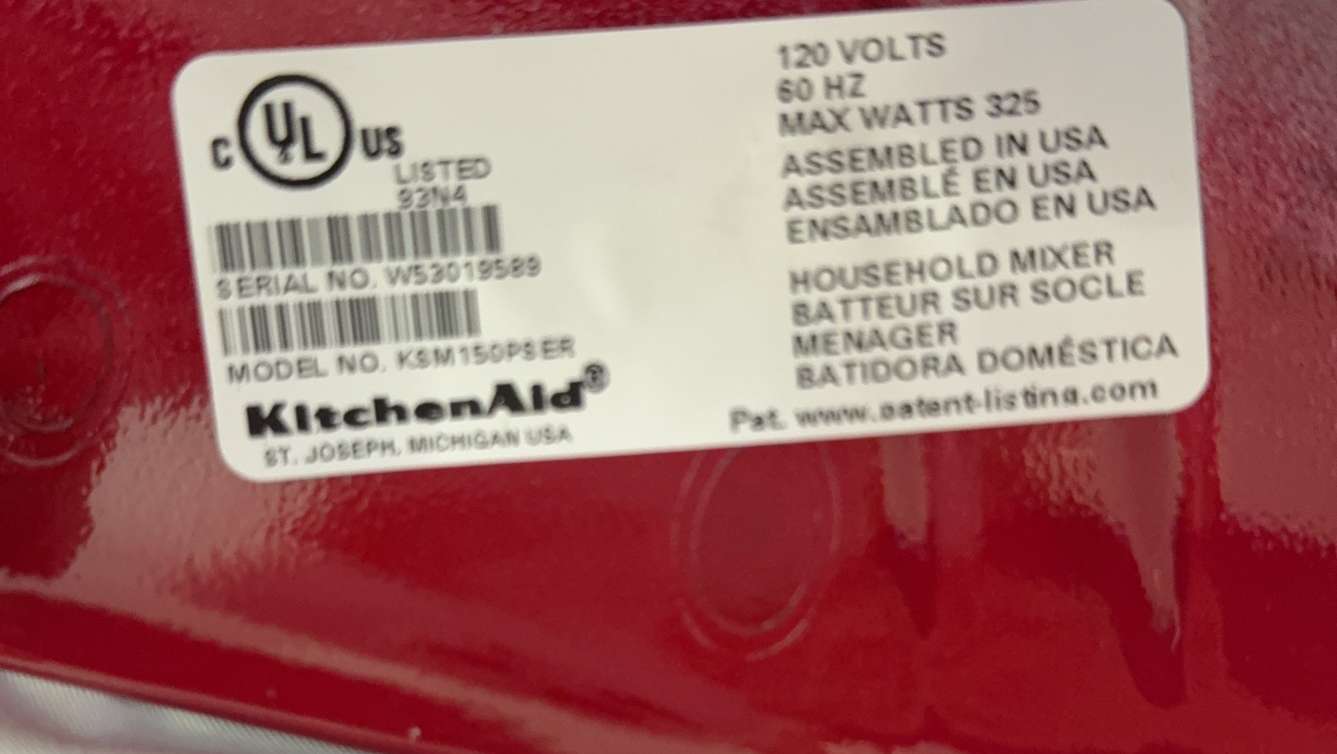 C UL US
LISTED
93N4
SERIAL NO. W53019589
MODEL NO. KSM150PSER
KitchenAid®
ST. JOSEPH, MICHIGAN USA
120 VOLTS
60 HZ
MAX WATTS 325
ASSEMBLED IN USA
ASSEMBLÉ EN USA
ENSAMBLADO EN USA
HOUSEHOLD MIXER
BATTEUR SUR SOCLE
MENAGER
BATIDORA DOMÉSTICA
Pat. www.patent-listing.com